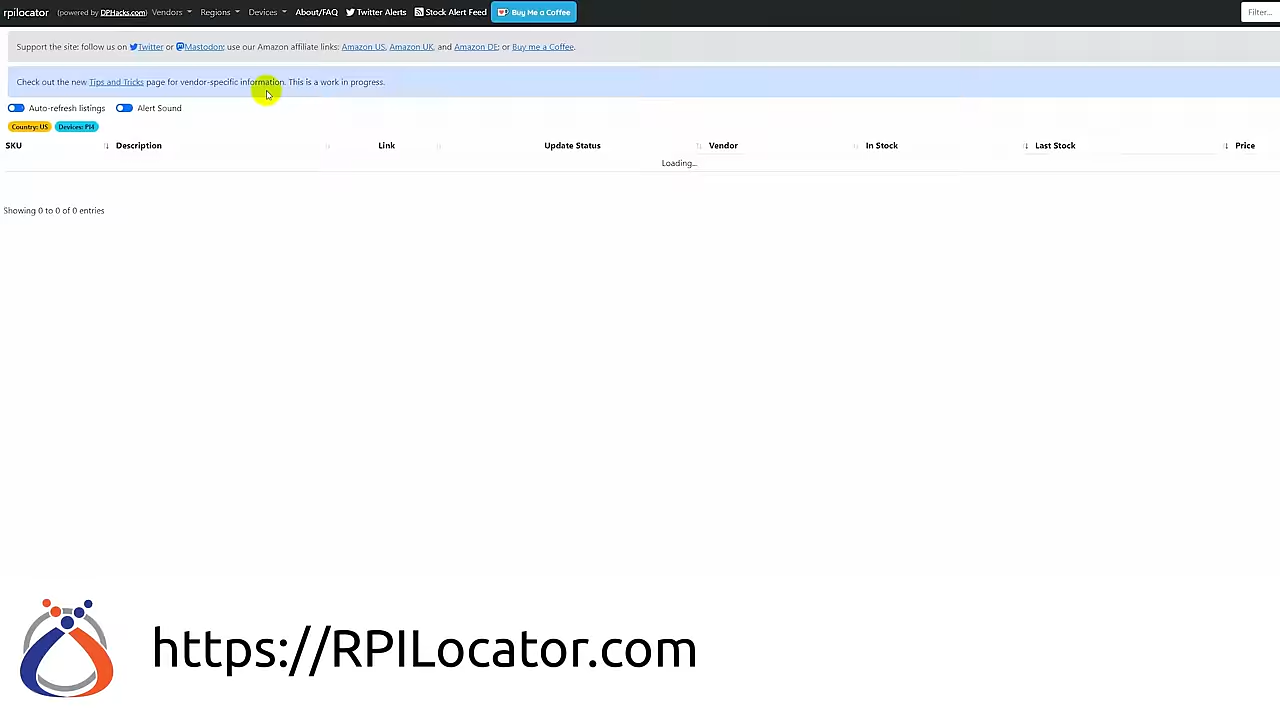 rpilocator (powered by DPHacks.com) Vendors Regions Devices About/FAQ Twitter Alerts Stock Alert Feed Buy Me a Coffee Filter...
Support the site: follow us on Twitter or Mastodon; use our Amazon affiliate links: Amazon US, Amazon UK, and Amazon DE; or Buy me a Coffee.
Check out the new Tips and Tricks page for vendor-specific information. This is a work in progress.
Auto-refresh listings Alert Sound
Country: US Devices: PI4
SKU Description Link Update Status Vendor In Stock Last Stock Price
Loading...
Showing 0 to 0 of 0 entries
https://RPILocator.com